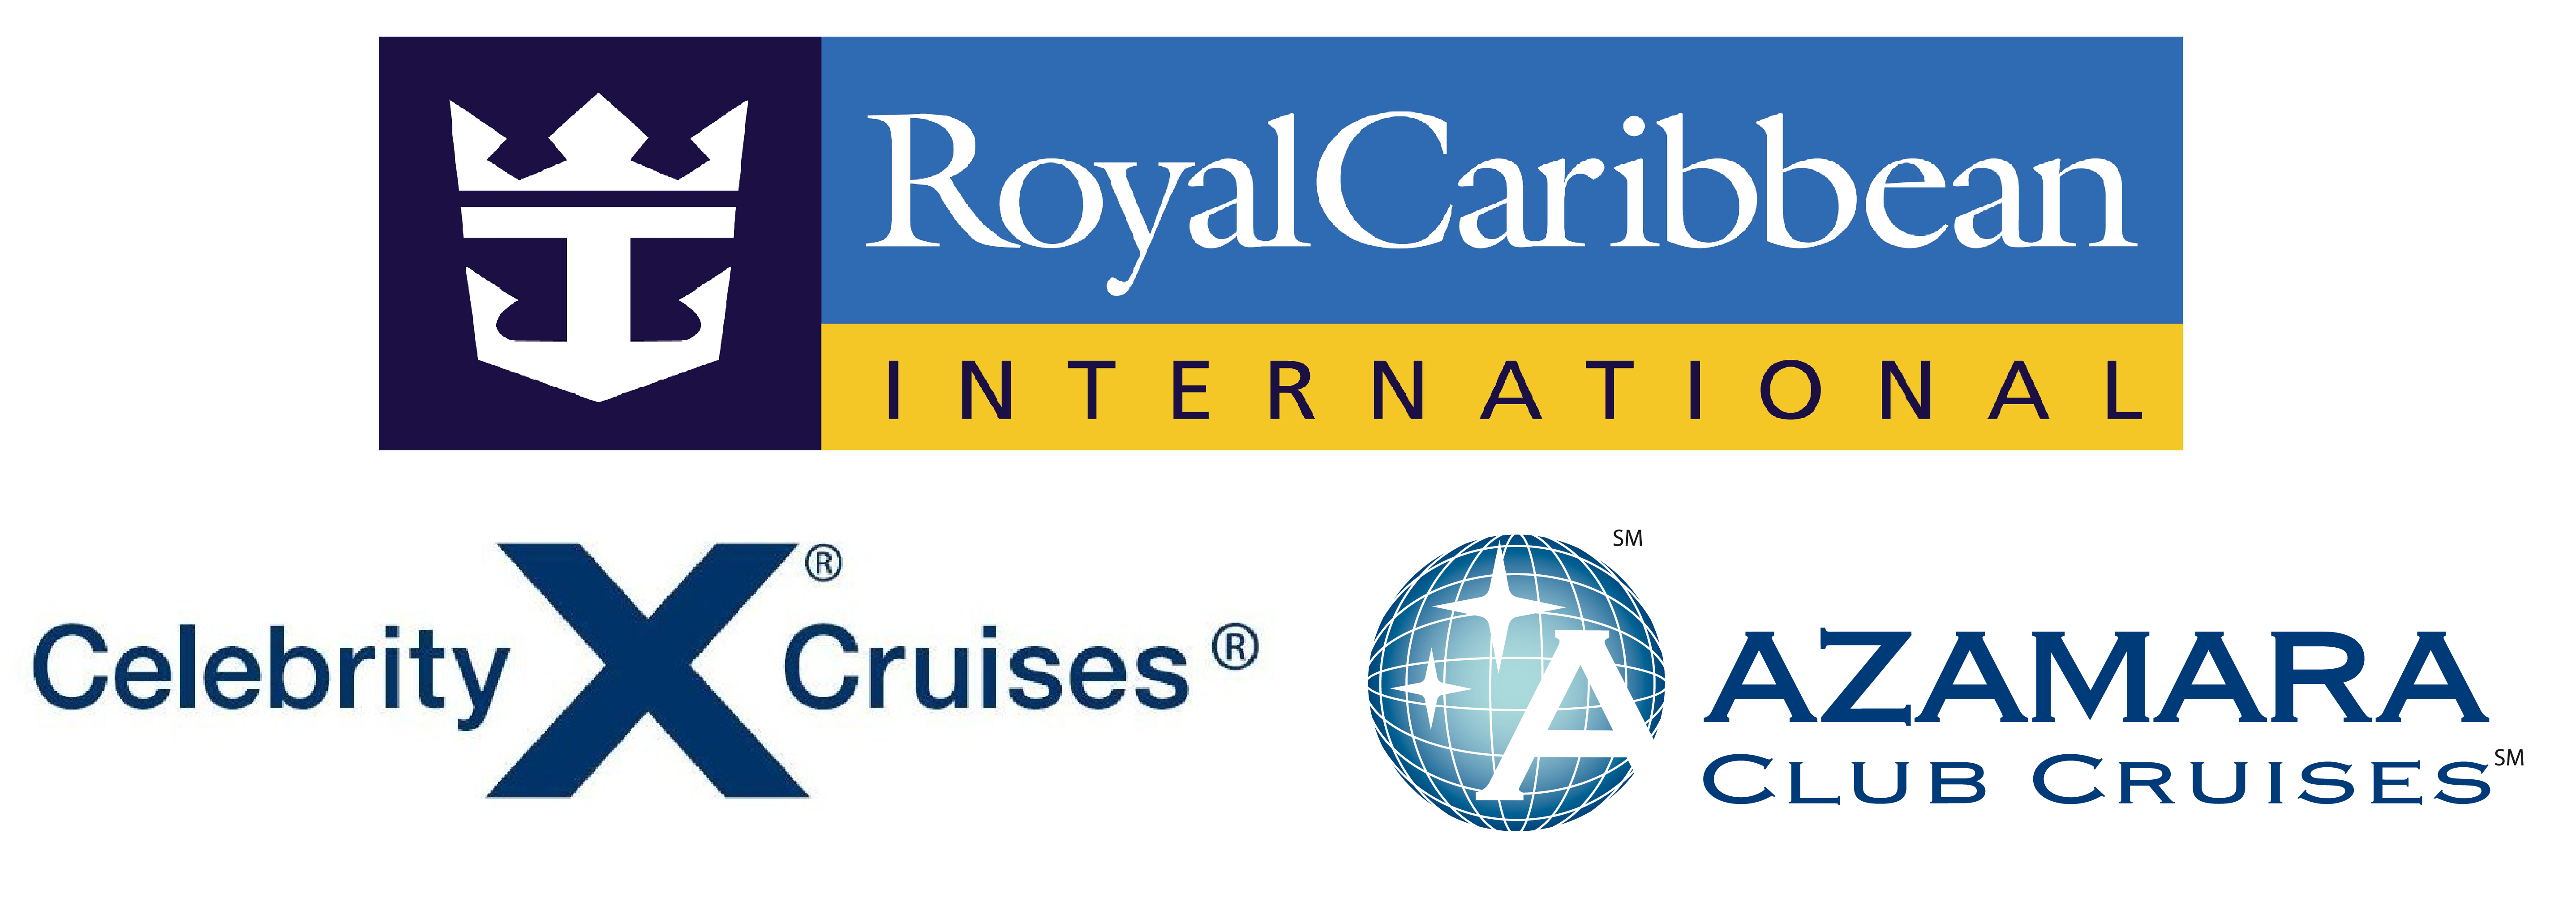 RoyalCaribbean
INTERNATIONAL
Celebrity X® Cruises®
SM
A AZAMARA
CLUB CRUISES SM